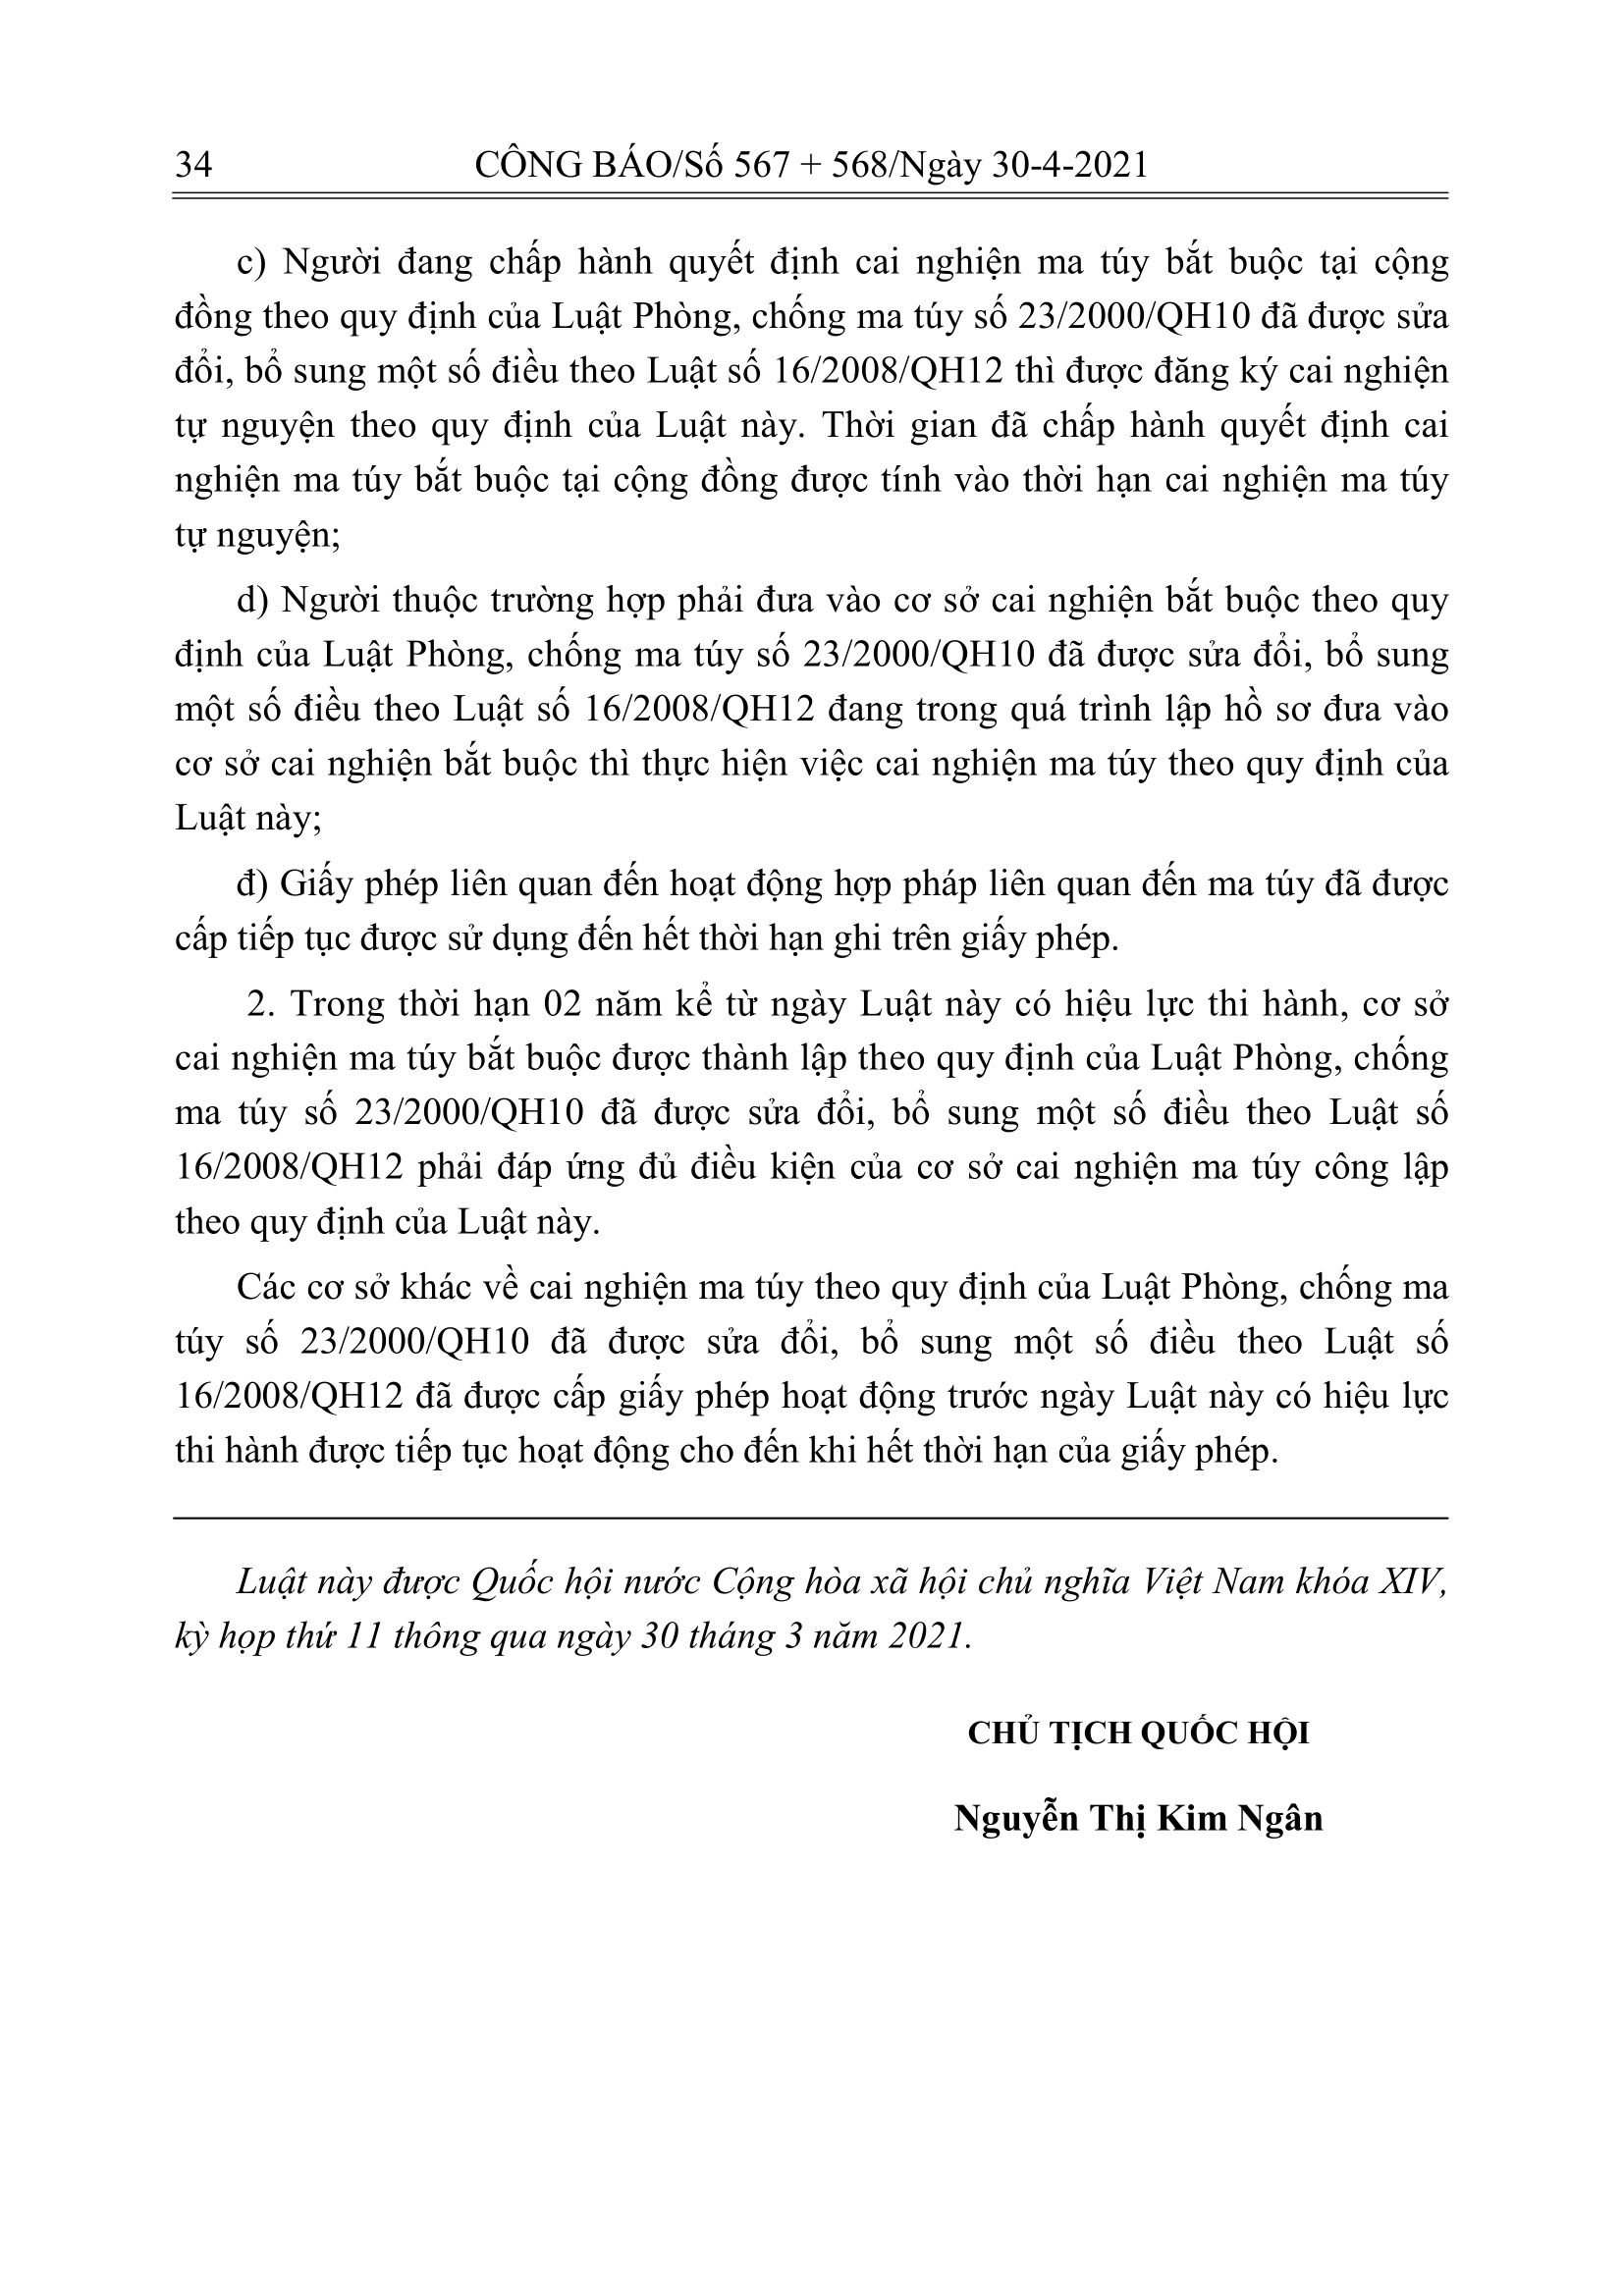 34
CÔNG BÁO/Số 567 + 568/Ngày 30-4-2021
c) Người đang chấp hành quyết định cai nghiện ma túy bắt buộc tại cộng
đồng theo quy định của Luật Phòng, chống ma túy số 23/2000/QH10 đã được sửa
đổi, bổ sung một số điều theo Luật số 16/2008/QH12 thì được đăng ký cai nghiện
tự nguyện theo quy định của Luật này. Thời gian đã chấp hành quyết định cai
nghiện ma túy bắt buộc tại cộng đồng được tính vào thời hạn cai nghiện ma túy
tự nguyện;
d) Người thuộc trường hợp phải đưa vào cơ sở cai nghiện bắt buộc theo quy
định của Luật Phòng, chống ma túy số 23/2000/QH10 đã được sửa đổi, bổ sung
một số điều theo Luật số 16/2008/QH12 đang trong quá trình lập hồ sơ đưa vào
cơ sở cai nghiện bắt buộc thì thực hiện việc cai nghiện ma túy theo quy định của
Luật này;
đ) Giấy phép liên quan đến hoạt động hợp pháp liên quan đến ma túy đã được
cấp tiếp tục được sử dụng đến hết thời hạn ghi trên giấy phép.
2. Trong thời hạn 02 năm kể từ ngày Luật này có hiệu lực thi hành, cơ sở
cai nghiện ma túy bắt buộc được thành lập theo quy định của Luật Phòng, chống
ma túy số 23/2000/QH10 đã được sửa đổi, bổ sung một số điều theo Luật số
16/2008/QH12 phải đáp ứng đủ điều kiện của cơ sở cai nghiện ma túy công lập
theo quy định của Luật này.
Các cơ sở khác về cai nghiện ma túy theo quy định của Luật Phòng, chống ma
túy số 23/2000/QH10 đã được sửa đổi, bổ sung một số điều theo Luật số
16/2008/QH12 đã được cấp giấy phép hoạt động trước ngày Luật này có hiệu lực
thi hành được tiếp tục hoạt động cho đến khi hết thời hạn của giấy phép.
Luật này được Quốc hội nước Cộng hòa xã hội chủ nghĩa Việt Nam khóa XIV,
kỳ họp thứ 11 thông qua ngày 30 tháng 3 năm 2021.
CHỦ TỊCH QUỐC HỘI
Nguyễn Thị Kim Ngân